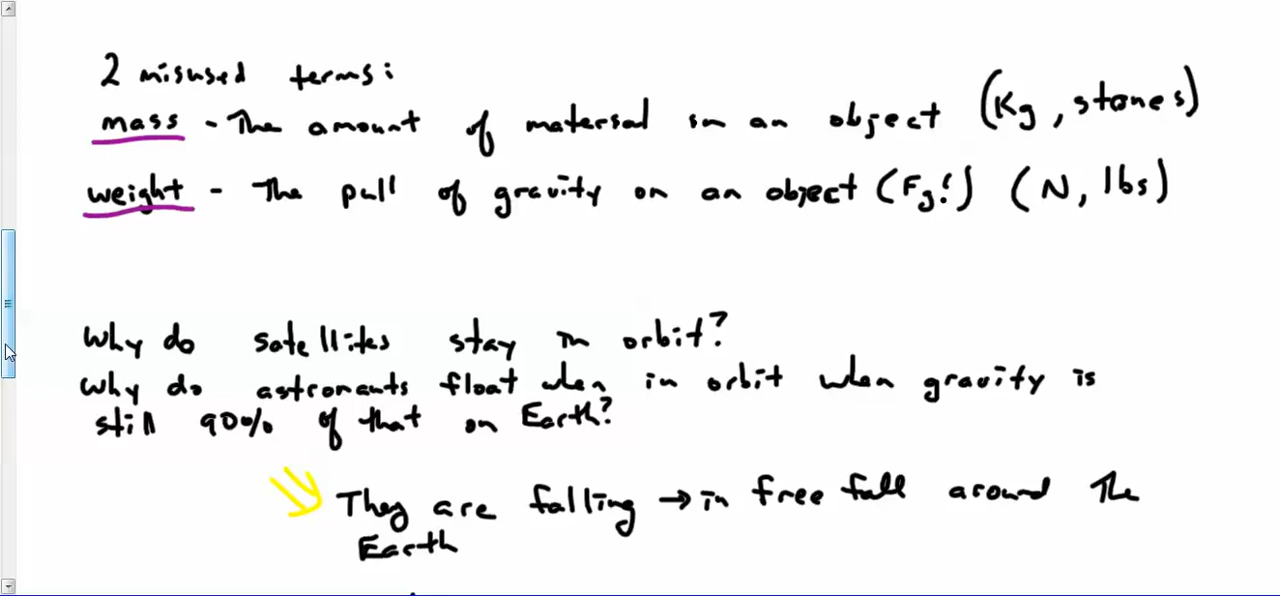 2 misused terms:
mass - The amount of material in an object (Kg, stones)
weight - The pull of gravity on an object (Fg!) (N, lbs)
Why do satellites stay in orbit?
Why do astronauts float when in orbit when gravity is
still 90% of that on Earth?
They are falling → in free fall around the
Earth